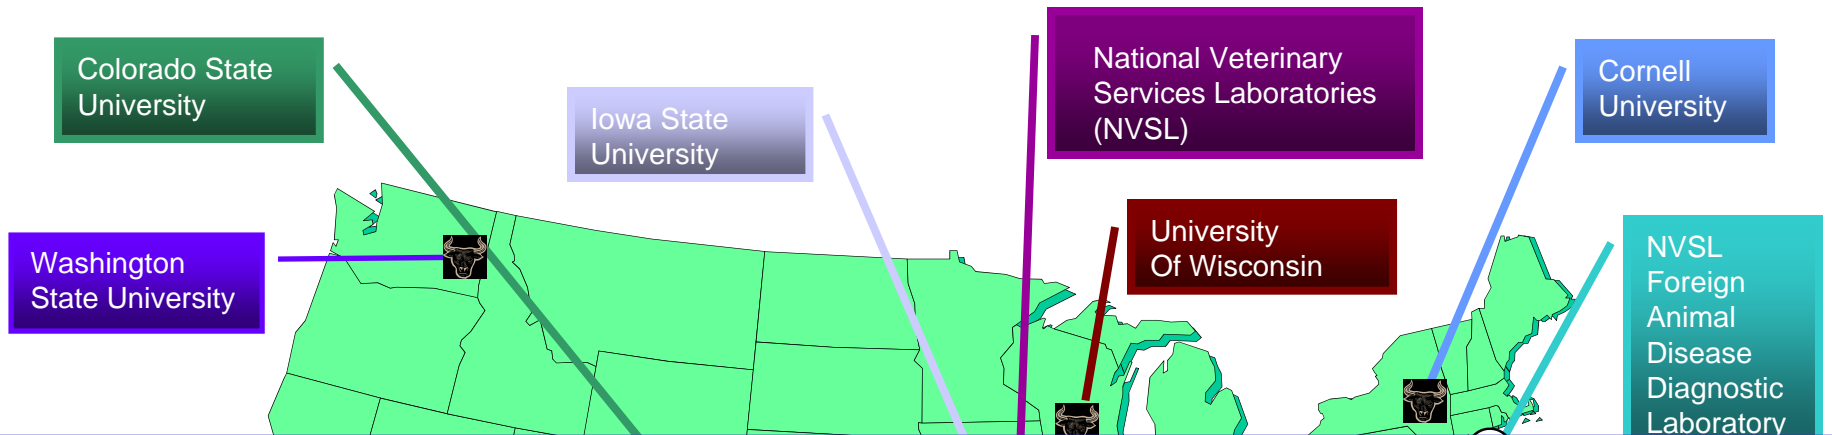 Colorado State
University
Iowa State
University
National Veterinary
Services Laboratories
(NVSL)
Cornell
University
Washington
State University
University
Of Wisconsin
NVSL
Foreign
Animal
Disease
Diagnostic
Laboratory